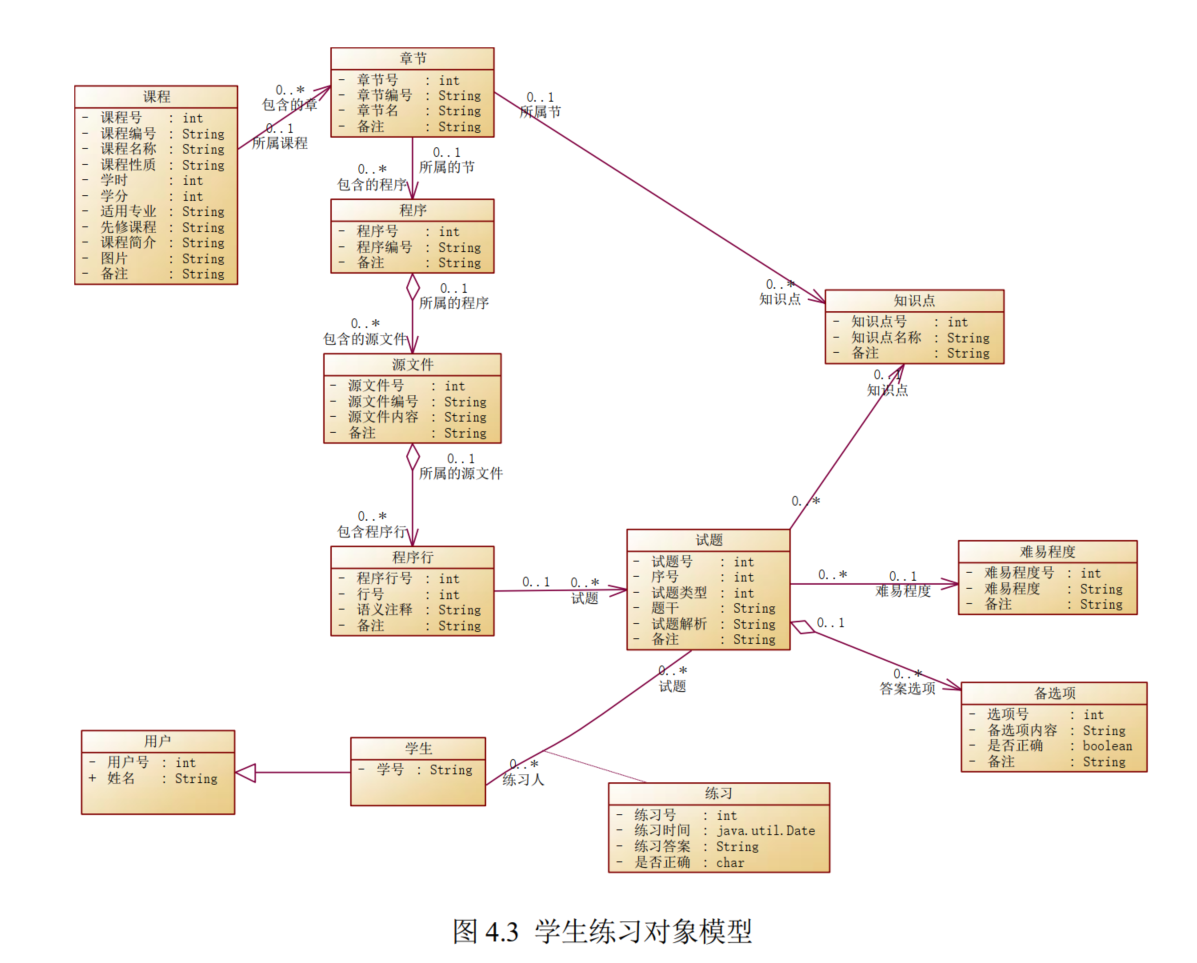 章节
- 章节号 : int
- 章节编号 : String
- 章节名 : String
- 备注 : String
课程
- 课程号 : int
- 课程编号 : String
- 课程名称 : String
- 课程性质 : String
- 学时 : int
- 学分 : int
- 适用专业 : String
- 先修课程 : String
- 课程简介 : String
- 图片 : String
- 备注 : String
0..*
包含的章
0..1
所属课程
0..1
所属节
0..1
所属的节
0..*
包含的程序
程序
- 程序号 : int
- 程序编号 : String
- 备注 : String
0..1
所属的程序
0..*
包含的源文件
0..*
知识点
知识点
- 知识点号 : int
- 知识点名称 : String
- 备注 : String
0..1
知识点
源文件
- 源文件号 : int
- 源文件编号 : String
- 源文件内容 : String
- 备注 : String
0..1
所属的源文件
0..*
包含程序行
0..*
程序行
- 程序行号 : int
- 行号 : int
- 语义注释 : String
- 备注 : String
0..1
0..*
试题
试题
- 试题号 : int
- 序号 : int
- 试题类型 : int
- 题干 : String
- 试题解析 : String
- 备注 : String
0..*
0..1
难易程度
难易程度
- 难易程度号 : int
- 难易程度 : String
- 备注 : String
0..1
0..*
答案选项
备选项
- 选项号 : int
- 备选项内容 : String
- 是否正确 : boolean
- 备注 : String
0..*
试题
用户
- 用户号 : int
+ 姓名 : String
学生
- 学号 : String
0..*
练习人
练习
- 练习号 : int
- 练习时间 : java.util.Date
- 练习答案 : String
- 是否正确 : char
图 4.3 学生练习对象模型